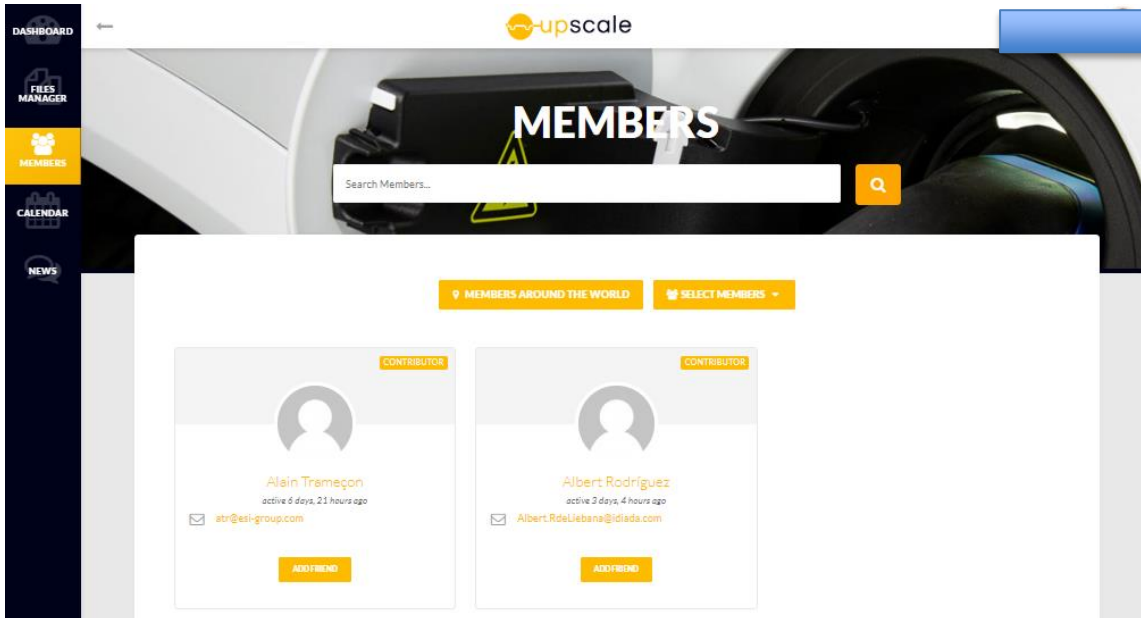 DASHBOARD
upscale
FILES
MANAGER
MEMBERS
MEMBERS
Search Members...
CALENDAR
NEWS
MEMBERS AROUND THE WORLD
SELECT MEMBERS
CONTRIBUTOR
CONTRIBUTOR
Alain Trameçon
active 6 days, 21 hours ago
atr@esi-group.com
ADD FRIEND
Albert Rodríguez
active 3 days, 4 hours ago
Albert.RdeLiebana@idiada.com
ADD FRIEND